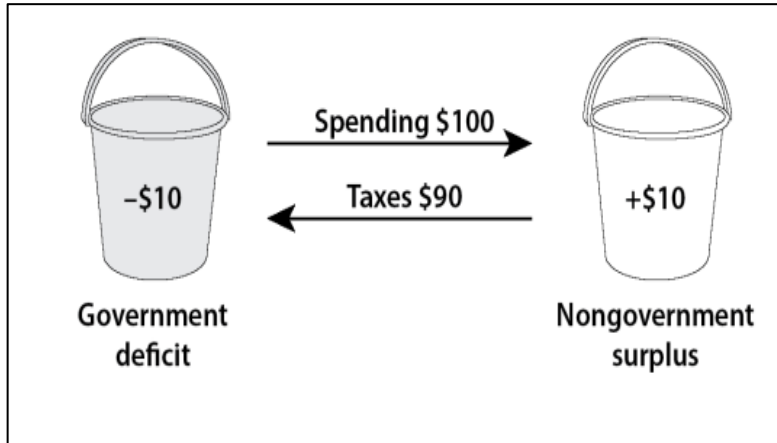 Spending $100
–$10
Taxes $90
+$10
Government
deficit
Nongovernment
surplus